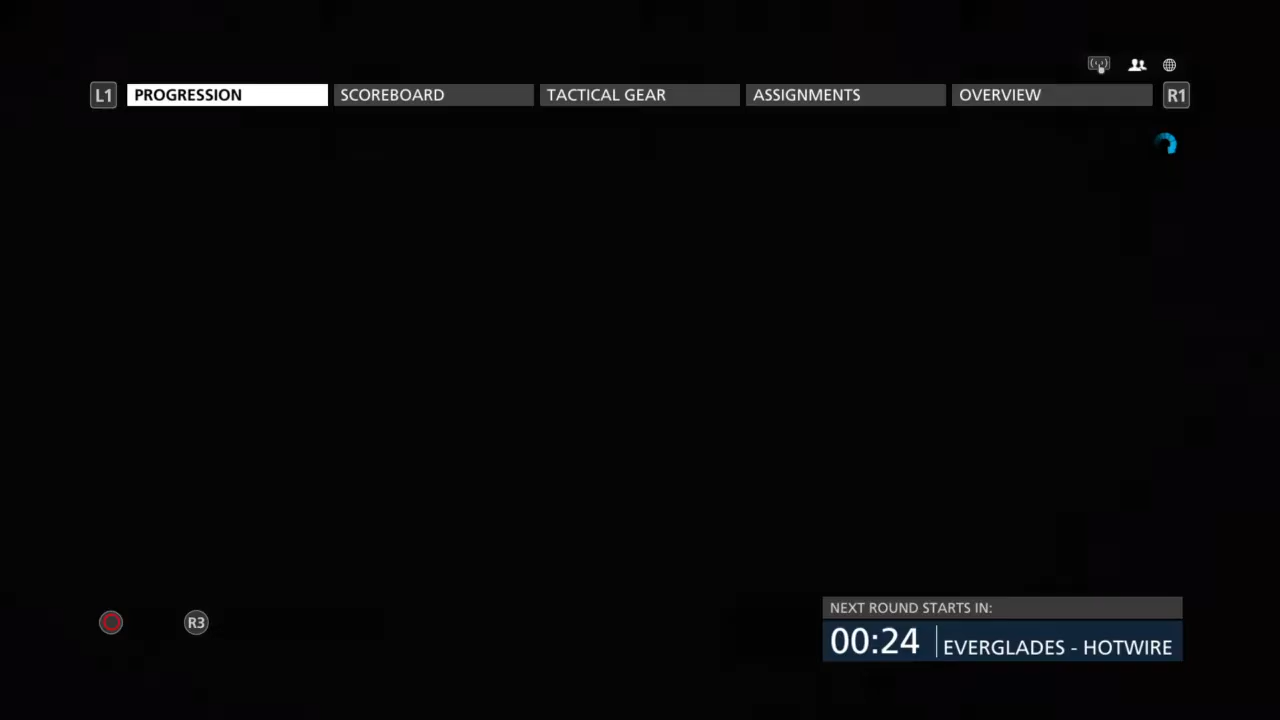 L1 PROGRESSION SCOREBOARD TACTICAL GEAR ASSIGNMENTS OVERVIEW R1
R3
NEXT ROUND STARTS IN:
00:24 EVERGLADES - HOTWIRE